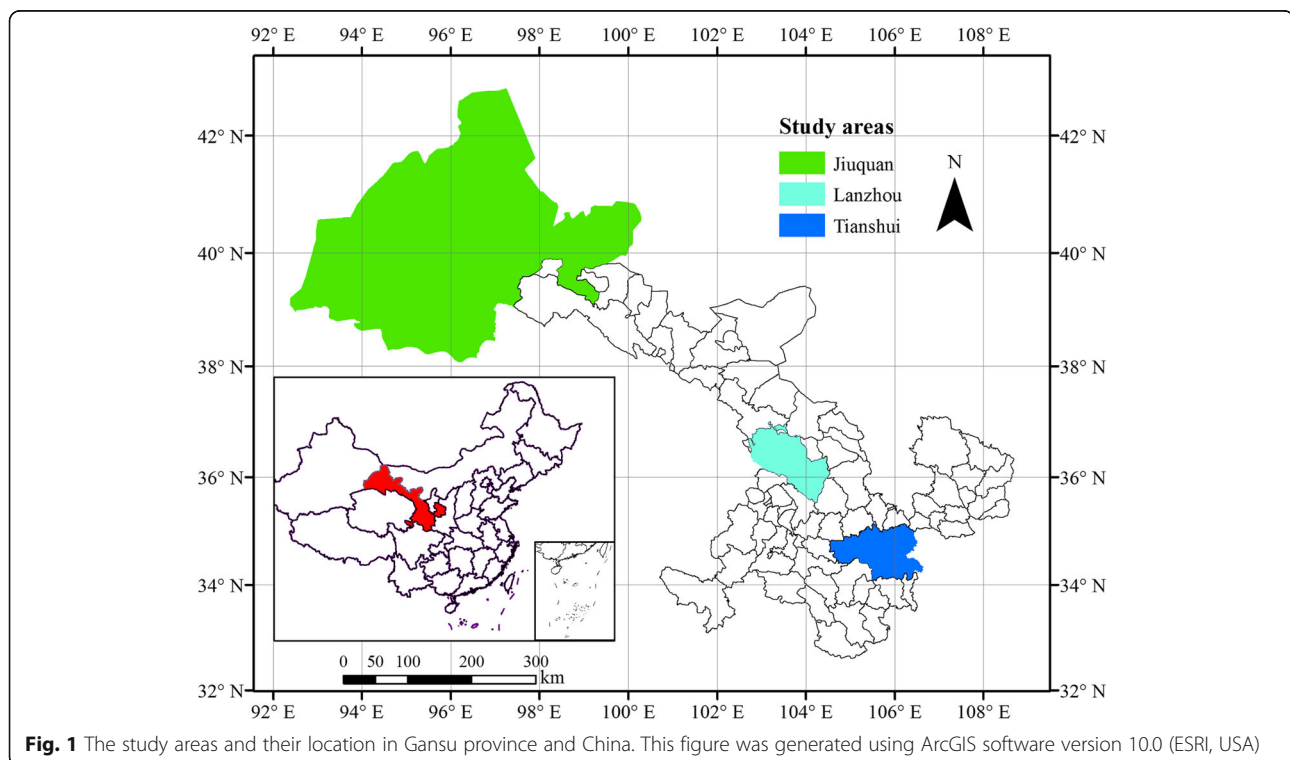 92° E 94° E 96° E 98° E 100° E 102° E 104° E 106° E 108° E
Study areas
Jiuquan
Lanzhou
Tianshui
N
42° N 42° N
40° N 40° N
38° N 38° N
36° N 36° N
34° N 34° N
32° N 32° N
0 50 100 200 300
km
92° E 94° E 96° E 98° E 100° E 102° E 104° E 106° E 108° E
Fig. 1 The study areas and their location in Gansu province and China. This figure was generated using ArcGIS software version 10.0 (ESRI, USA)